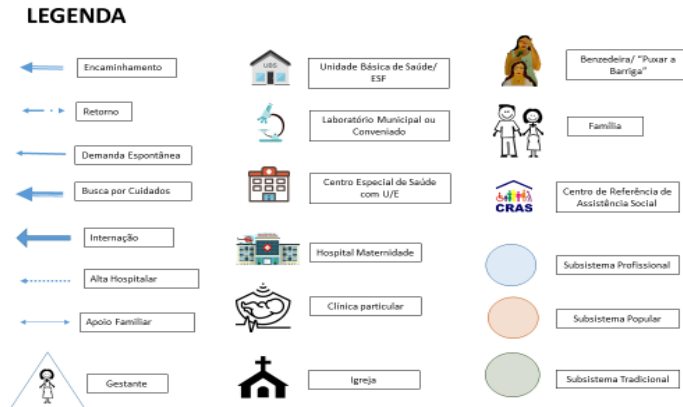 LEGENDA
Encaminhamento
Retorno
Demanda Espontânea
Busca por Cuidados
Internação
Alta Hospitalar
Apoio Familiar
Gestante
UBS
Unidade Básica de Saúde/
ESF
Laboratório Municipal ou
Conveniado
Centro Especial de Saúde
com U/E
Hospital Maternidade
Clínica particular
Igreja
Benzedeira/ "Puxar a
Barriga"
Família
CRAS
Centro de Referência de
Assistência Social
Subsistema Profissional
Subsistema Popular
Subsistema Tradicional